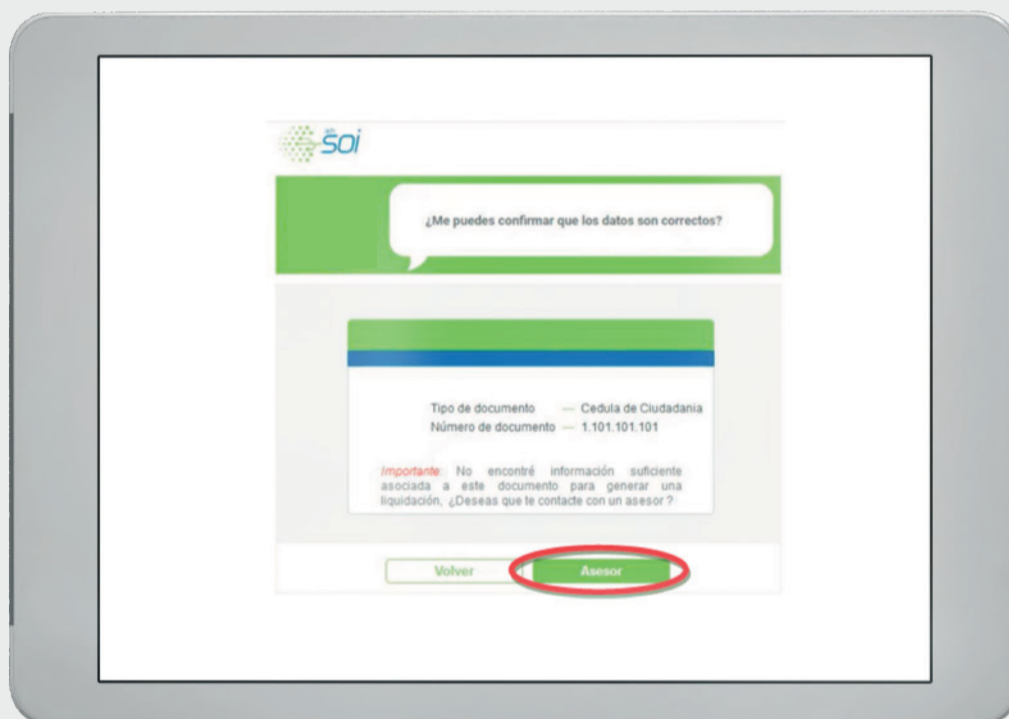 soi
¿Me puedes confirmar que los datos son correctos?
Tipo de documento — Cedula de Ciudadania
Número de documento — 1.101.101.101
Importante: No encontré información suficiente
asociada a este documento para generar una
liquidación, ¿Deseas que te contacte con un asesor ?
Volver
Asesor